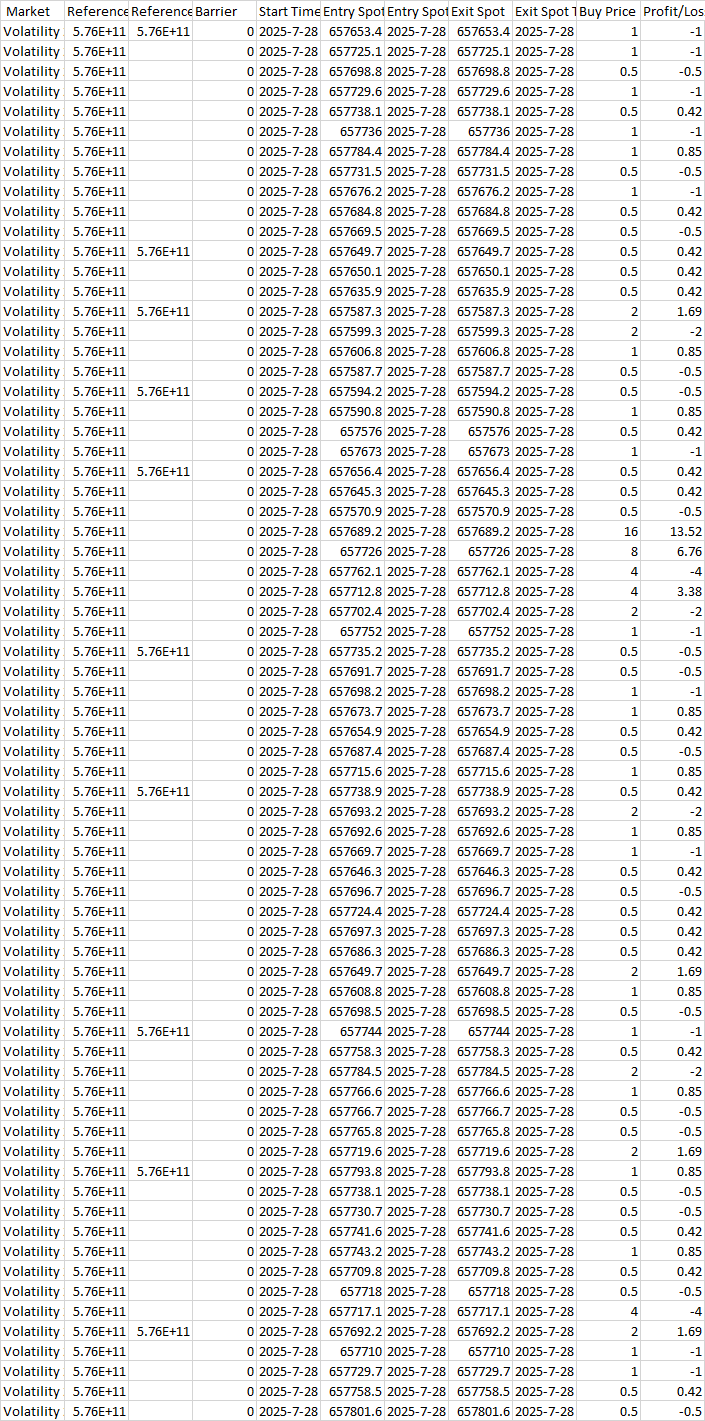 Market Reference Reference Barrier Start Time Entry Spot Entry Spot Exit Spot Exit Spot T Buy Price Profit/Los
Volatility 5.76E+11 5.76E+11 0 2025-7-28 657653.4 2025-7-28 657653.4 2025-7-28 1 -1
Volatility 5.76E+11 0 2025-7-28 657725.1 2025-7-28 657725.1 2025-7-28 1 -1
Volatility 5.76E+11 0 2025-7-28 657698.8 2025-7-28 657698.8 2025-7-28 0.5 -0.5
Volatility 5.76E+11 0 2025-7-28 657729.6 2025-7-28 657729.6 2025-7-28 1 -1
Volatility 5.76E+11 0 2025-7-28 657738.1 2025-7-28 657738.1 2025-7-28 0.5 0.42
Volatility 5.76E+11 0 2025-7-28 657736 2025-7-28 657736 2025-7-28 1 -1
Volatility 5.76E+11 0 2025-7-28 657784.4 2025-7-28 657784.4 2025-7-28 1 0.85
Volatility 5.76E+11 0 2025-7-28 657731.5 2025-7-28 657731.5 2025-7-28 0.5 -0.5
Volatility 5.76E+11 0 2025-7-28 657676.2 2025-7-28 657676.2 2025-7-28 1 -1
Volatility 5.76E+11 0 2025-7-28 657684.8 2025-7-28 657684.8 2025-7-28 0.5 0.42
Volatility 5.76E+11 0 2025-7-28 657669.5 2025-7-28 657669.5 2025-7-28 0.5 -0.5
Volatility 5.76E+11 5.76E+11 0 2025-7-28 657649.7 2025-7-28 657649.7 2025-7-28 0.5 0.42
Volatility 5.76E+11 0 2025-7-28 657650.1 2025-7-28 657650.1 2025-7-28 0.5 0.42
Volatility 5.76E+11 0 2025-7-28 657635.9 2025-7-28 657635.9 2025-7-28 0.5 0.42
Volatility 5.76E+11 5.76E+11 0 2025-7-28 657587.3 2025-7-28 657587.3 2025-7-28 2 1.69
Volatility 5.76E+11 0 2025-7-28 657599.3 2025-7-28 657599.3 2025-7-28 2 -2
Volatility 5.76E+11 0 2025-7-28 657606.8 2025-7-28 657606.8 2025-7-28 1 0.85
Volatility 5.76E+11 0 2025-7-28 657587.7 2025-7-28 657587.7 2025-7-28 0.5 -0.5
Volatility 5.76E+11 5.76E+11 0 2025-7-28 657594.2 2025-7-28 657594.2 2025-7-28 0.5 -0.5
Volatility 5.76E+11 0 2025-7-28 657590.8 2025-7-28 657590.8 2025-7-28 1 0.85
Volatility 5.76E+11 0 2025-7-28 657576 2025-7-28 657576 2025-7-28 0.5 0.42
Volatility 5.76E+11 0 2025-7-28 657673 2025-7-28 657673 2025-7-28 1 -1
Volatility 5.76E+11 5.76E+11 0 2025-7-28 657656.4 2025-7-28 657656.4 2025-7-28 0.5 0.42
Volatility 5.76E+11 0 2025-7-28 657645.3 2025-7-28 657645.3 2025-7-28 0.5 0.42
Volatility 5.76E+11 0 2025-7-28 657570.9 2025-7-28 657570.9 2025-7-28 0.5 -0.5
Volatility 5.76E+11 0 2025-7-28 657689.2 2025-7-28 657689.2 2025-7-28 16 13.52
Volatility 5.76E+11 0 2025-7-28 657726 2025-7-28 657726 2025-7-28 8 6.76
Volatility 5.76E+11 0 2025-7-28 657762.1 2025-7-28 657762.1 2025-7-28 4 -4
Volatility 5.76E+11 0 2025-7-28 657712.8 2025-7-28 657712.8 2025-7-28 4 3.38
Volatility 5.76E+11 0 2025-7-28 657702.4 2025-7-28 657702.4 2025-7-28 2 -2
Volatility 5.76E+11 0 2025-7-28 657752 2025-7-28 657752 2025-7-28 1 -1
Volatility 5.76E+11 5.76E+11 0 2025-7-28 657735.2 2025-7-28 657735.2 2025-7-28 0.5 -0.5
Volatility 5.76E+11 0 2025-7-28 657691.7 2025-7-28 657691.7 2025-7-28 0.5 -0.5
Volatility 5.76E+11 0 2025-7-28 657698.2 2025-7-28 657698.2 2025-7-28 1 -1
Volatility 5.76E+11 0 2025-7-28 657673.7 2025-7-28 657673.7 2025-7-28 1 0.85
Volatility 5.76E+11 0 2025-7-28 657654.9 2025-7-28 657654.9 2025-7-28 0.5 0.42
Volatility 5.76E+11 0 2025-7-28 657687.4 2025-7-28 657687.4 2025-7-28 0.5 -0.5
Volatility 5.76E+11 0 2025-7-28 657715.6 2025-7-28 657715.6 2025-7-28 1 0.85
Volatility 5.76E+11 5.76E+11 0 2025-7-28 657738.9 2025-7-28 657738.9 2025-7-28 0.5 0.42
Volatility 5.76E+11 0 2025-7-28 657693.2 2025-7-28 657693.2 2025-7-28 2 -2
Volatility 5.76E+11 0 2025-7-28 657692.6 2025-7-28 657692.6 2025-7-28 1 0.85
Volatility 5.76E+11 0 2025-7-28 657669.7 2025-7-28 657669.7 2025-7-28 1 -1
Volatility 5.76E+11 0 2025-7-28 657646.3 2025-7-28 657646.3 2025-7-28 0.5 0.42
Volatility 5.76E+11 0 2025-7-28 657696.7 2025-7-28 657696.7 2025-7-28 0.5 -0.5
Volatility 5.76E+11 0 2025-7-28 657724.4 2025-7-28 657724.4 2025-7-28 0.5 0.42
Volatility 5.76E+11 0 2025-7-28 657697.3 2025-7-28 657697.3 2025-7-28 0.5 0.42
Volatility 5.76E+11 0 2025-7-28 657686.3 2025-7-28 657686.3 2025-7-28 0.5 0.42
Volatility 5.76E+11 0 2025-7-28 657649.7 2025-7-28 657649.7 2025-7-28 2 1.69
Volatility 5.76E+11 0 2025-7-28 657608.8 2025-7-28 657608.8 2025-7-28 1 0.85
Volatility 5.76E+11 0 2025-7-28 657698.5 2025-7-28 657698.5 2025-7-28 0.5 -0.5
Volatility 5.76E+11 5.76E+11 0 2025-7-28 657744 2025-7-28 657744 2025-7-28 1 -1
Volatility 5.76E+11 0 2025-7-28 657758.3 2025-7-28 657758.3 2025-7-28 0.5 0.42
Volatility 5.76E+11 0 2025-7-28 657784.5 2025-7-28 657784.5 2025-7-28 2 -2
Volatility 5.76E+11 0 2025-7-28 657766.6 2025-7-28 657766.6 2025-7-28 1 0.85
Volatility 5.76E+11 0 2025-7-28 657766.7 2025-7-28 657766.7 2025-7-28 0.5 -0.5
Volatility 5.76E+11 0 2025-7-28 657765.8 2025-7-28 657765.8 2025-7-28 0.5 -0.5
Volatility 5.76E+11 0 2025-7-28 657719.6 2025-7-28 657719.6 2025-7-28 2 1.69
Volatility 5.76E+11 5.76E+11 0 2025-7-28 657793.8 2025-7-28 657793.8 2025-7-28 1 0.85
Volatility 5.76E+11 0 2025-7-28 657738.1 2025-7-28 657738.1 2025-7-28 0.5 -0.5
Volatility 5.76E+11 0 2025-7-28 657730.7 2025-7-28 657730.7 2025-7-28 0.5 -0.5
Volatility 5.76E+11 0 2025-7-28 657741.6 2025-7-28 657741.6 2025-7-28 0.5 0.42
Volatility 5.76E+11 0 2025-7-28 657743.2 2025-7-28 657743.2 2025-7-28 1 0.85
Volatility 5.76E+11 0 2025-7-28 657709.8 2025-7-28 657709.8 2025-7-28 0.5 0.42
Volatility 5.76E+11 0 2025-7-28 657718 2025-7-28 657718 2025-7-28 0.5 -0.5
Volatility 5.76E+11 0 2025-7-28 657717.1 2025-7-28 657717.1 2025-7-28 4 -4
Volatility 5.76E+11 5.76E+11 0 2025-7-28 657692.2 2025-7-28 657692.2 2025-7-28 2 1.69
Volatility 5.76E+11 0 2025-7-28 657710 2025-7-28 657710 2025-7-28 1 -1
Volatility 5.76E+11 0 2025-7-28 657729.7 2025-7-28 657729.7 2025-7-28 1 -1
Volatility 5.76E+11 0 2025-7-28 657758.5 2025-7-28 657758.5 2025-7-28 0.5 0.42
Volatility 5.76E+11 0 2025-7-28 657801.6 2025-7-28 657801.6 2025-7-28 0.5 -0.5